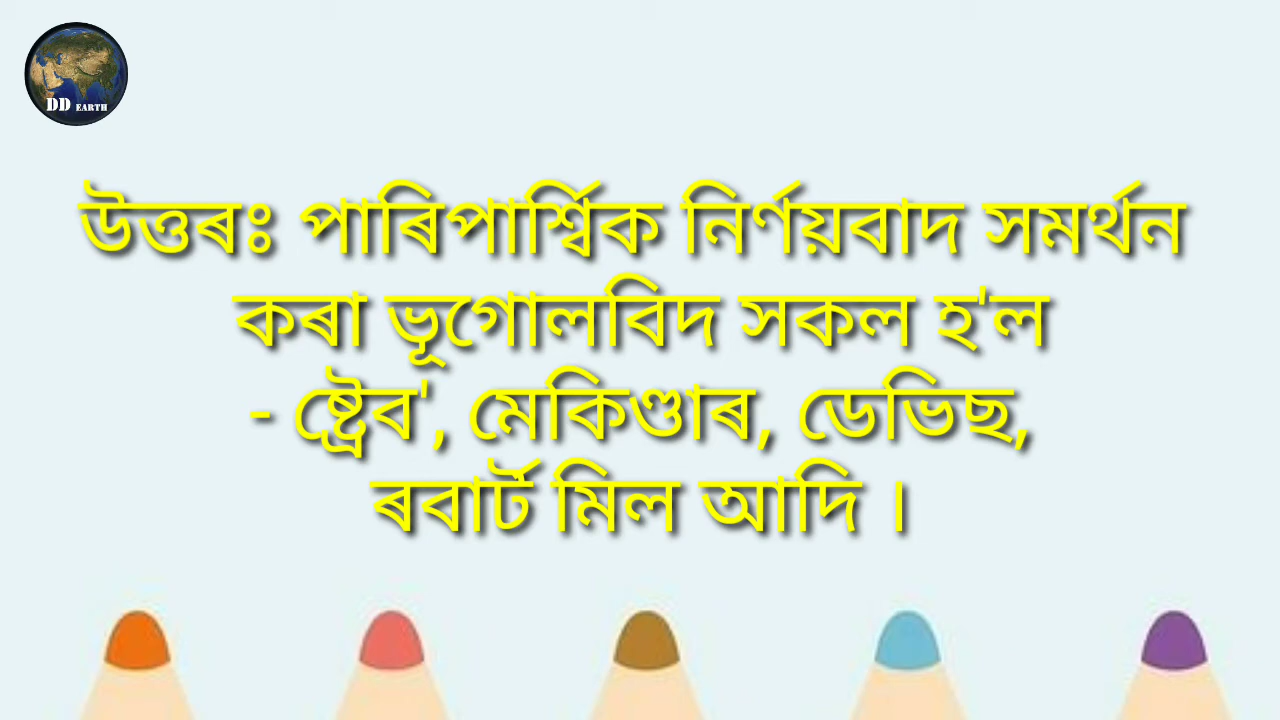 DD EARTH
উত্তৰঃ পাৰিপাৰ্শ্বিক নিৰ্ণয়বাদ সমৰ্থন
কৰা ভূগোলবিদ সকল হ'ল
- ষ্ট্ৰেব', মেকিণ্ডাৰ, ডেভিছ,
ৰবাৰ্ট মিল আদি ।